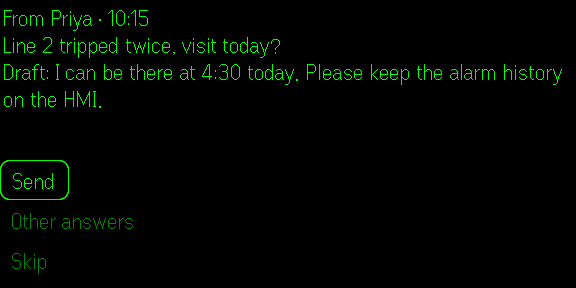 From Priya · 10:15
Line 2 tripped twice, visit today?
Draft: I can be there at 4:30 today. Please keep the alarm history
on the HMI.
Send
Other answers
Skip